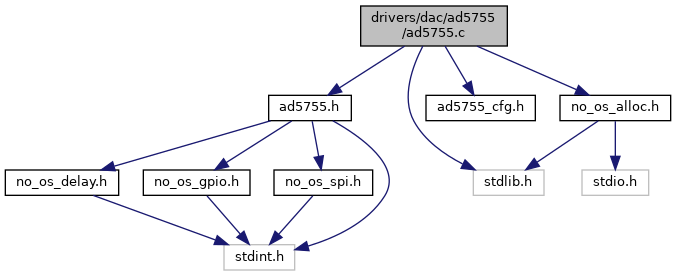 drivers/dac/ad5755
/ad5755.c
ad5755.h
ad5755_cfg.h
no_os_alloc.h
no_os_delay.h
no_os_gpio.h
no_os_spi.h
stdlib.h
stdio.h
stdint.h